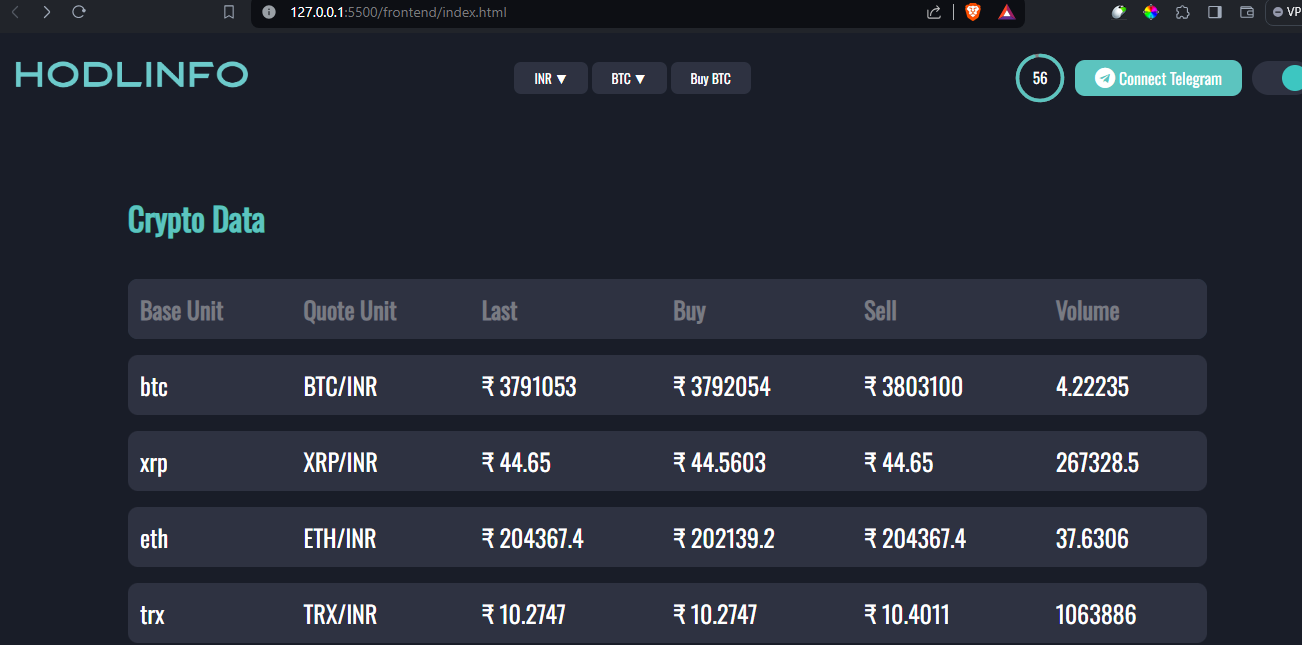 127.0.0.1:5500/frontend/index.html
VP
HODLINFO
INR ▼ BTC ▼ Buy BTC
56
Connect Telegram
Crypto Data
Base Unit Quote Unit Last Buy Sell Volume
btc BTC/INR ₹ 3791053 ₹ 3792054 ₹ 3803100 4.22235
xrp XRP/INR ₹ 44.65 ₹ 44.5603 ₹ 44.65 267328.5
eth ETH/INR ₹ 204367.4 ₹ 202139.2 ₹ 204367.4 37.6306
trx TRX/INR ₹ 10.2747 ₹ 10.2747 ₹ 10.4011 1063886